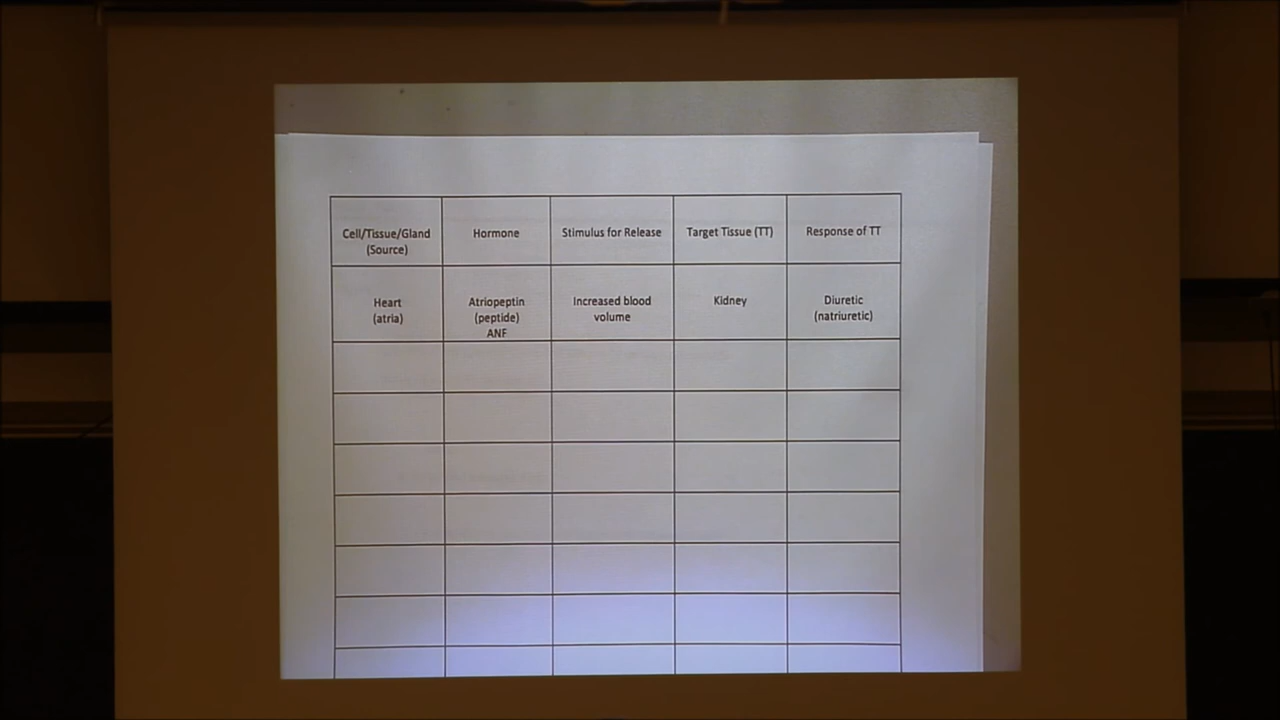 Cell/Tissue/Gland
(Source)
Hormone
Stimulus for Release
Target Tissue (TT)
Response of TT
Heart
(atria)
Atriopeptin
(peptide)
ANF
Increased blood
volume
Kidney
Diuretic
(natriuretic)